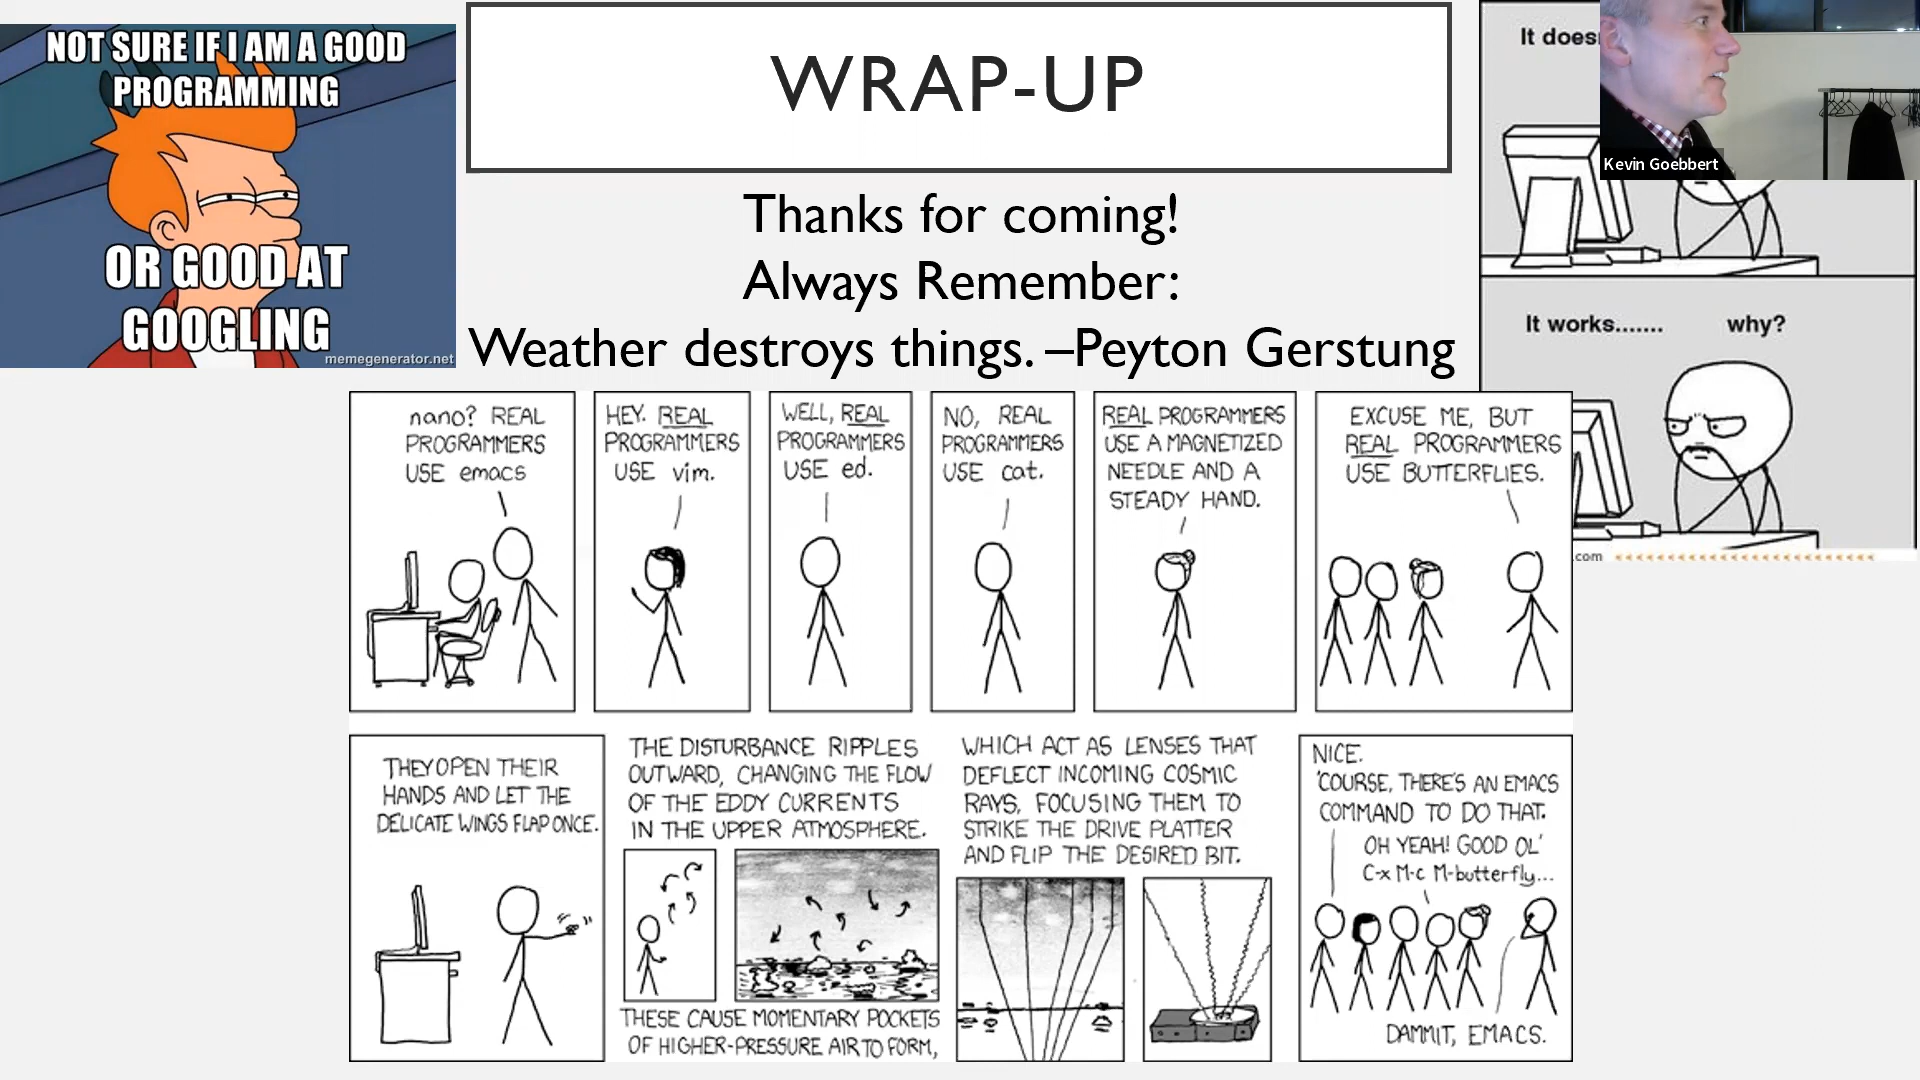 NOT SURE IF I AM A GOOD
PROGRAMMING
OR GOOD AT
GOOGLING
memegenerator.net
WRAP-UP
Thanks for coming!
Always Remember:
Weather destroys things. –Peyton Gerstung
It does
Kevin Goebbert
It works....... why?
.com
nano? REAL
PROGRAMMERS
USE emacs
HEY. REAL
PROGRAMMERS
USE vim.
WELL, REAL
PROGRAMMERS
USE ed.
NO, REAL
PROGRAMMERS
USE cat.
REAL PROGRAMMERS
USE A MAGNETIZED
NEEDLE AND A
STEADY HAND.
EXCUSE ME, BUT
REAL PROGRAMMERS
USE BUTTERFLIES.
THEY OPEN THEIR
HANDS AND LET THE
DELICATE WINGS FLAP ONCE.
THE DISTURBANCE RIPPLES
OUTWARD, CHANGING THE FLOW
OF THE EDDY CURRENTS
IN THE UPPER ATMOSPHERE.
THESE CAUSE MOMENTARY POCKETS
OF HIGHER-PRESSURE AIR TO FORM,
WHICH ACT AS LENSES THAT
DEFLECT INCOMING COSMIC
RAYS, FOCUSING THEM TO
STRIKE THE DRIVE PLATTER
AND FLIP THE DESIRED BIT.
NICE.
'COURSE, THERE'S AN EMACS
COMMAND TO DO THAT.
OH YEAH! GOOD OL'
C-x M-c M-butterfly...
DAMMIT, EMACS.